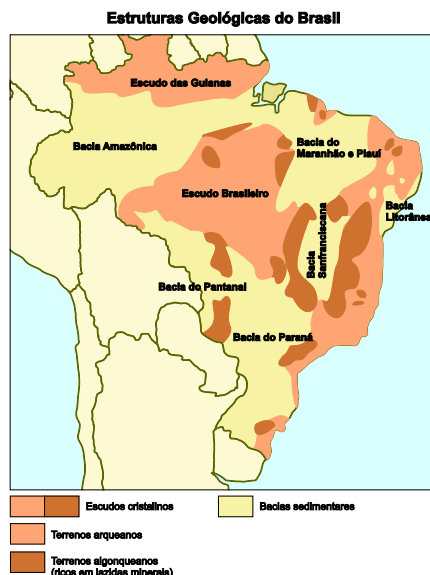 Estruturas Geológicas do Brasil
Escudo das Guianas
Bacia Amazônica
Bacia do
Maranhão e Piauí
Escudo Brasileiro
Bacia
Litorânea
Bacia
Sanfranciscana
Bacia do Pantanal
Bacia do Paraná
Escudos cristalinos
Bacias sedimentares
Terrenos arqueanos
Terrenos algonqueanos
(ricos em jazidas minerais)